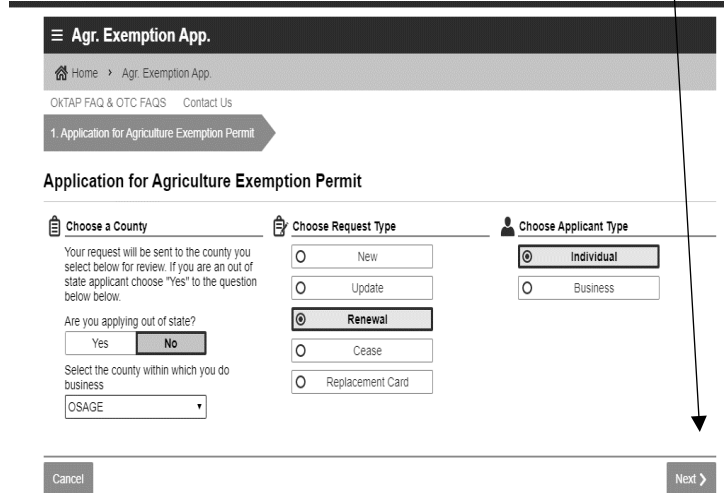 ≡ Agr. Exemption App.
Home > Agr. Exemption App.
OkTAP FAQ & OTC FAQS Contact Us
1. Application for Agriculture Exemption Permit
Application for Agriculture Exemption Permit
Choose a County
Your request will be sent to the county you
select below for review. If you are an out of
state applicant choose "Yes" to the question
below below.
Are you applying out of state?
Yes No
Select the county within which you do
business
OSAGE
Choose Request Type
New
Update
Renewal
Cease
Replacement Card
Choose Applicant Type
Individual
Business
Cancel
Next >